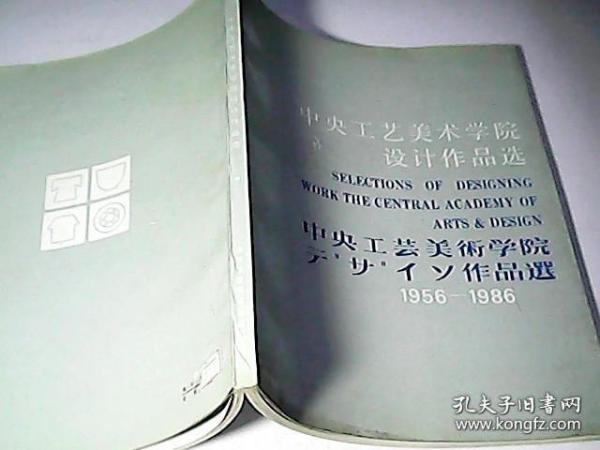 中央工艺美术学院
设计作品选
SELECTIONS OF DESIGNING
WORK THE CENTRAL ACADEMY OF
ARTS & DESIGN
中央工芸美術学院
デザイン作品選
1956-1986
孔夫子旧书网
www.kongfz.com